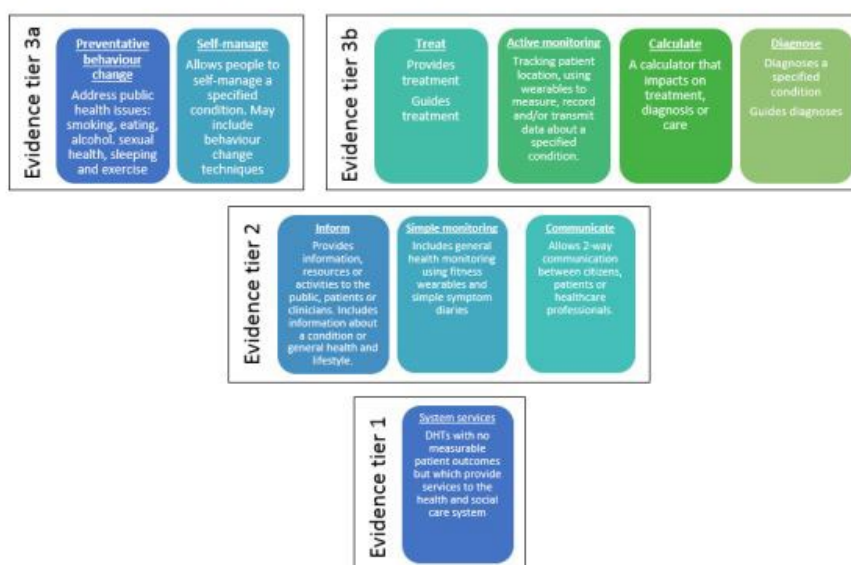 Evidence tier 3a
Preventative
behaviour
change
Address public
health issues:
smoking, eating,
alcohol. sexual
health, sleeping
and exercise
Self-manage
Allows people to
self-manage a
specified
condition. May
include
behaviour
change
techniques
Evidence tier 3b
Treat
Provides
treatment
Guides
treatment
Active monitoring
Tracking patient
location, using
wearables to
measure, record
and/or transmit
data about a
specified
condition.
Calculate
A calculator that
impacts on
treatment,
diagnosis or
care
Diagnose
Diagnoses a
specified
condition
Guides diagnoses
Evidence tier 2
Inform
Provides
information,
resources or
activities to the
public, patients or
clinicians. Includes
information about
a condition or
general health and
lifestyle.
Simple monitoring
Includes general
health monitoring
using fitness
wearables and
simple symptom
diaries
Communicate
Allows 2-way
communication
between citizens,
patients or
healthcare
professionals
Evidence tier 1
System services
DHTs with no
measurable
patient outcomes
but which provide
services to the
health and social
care system